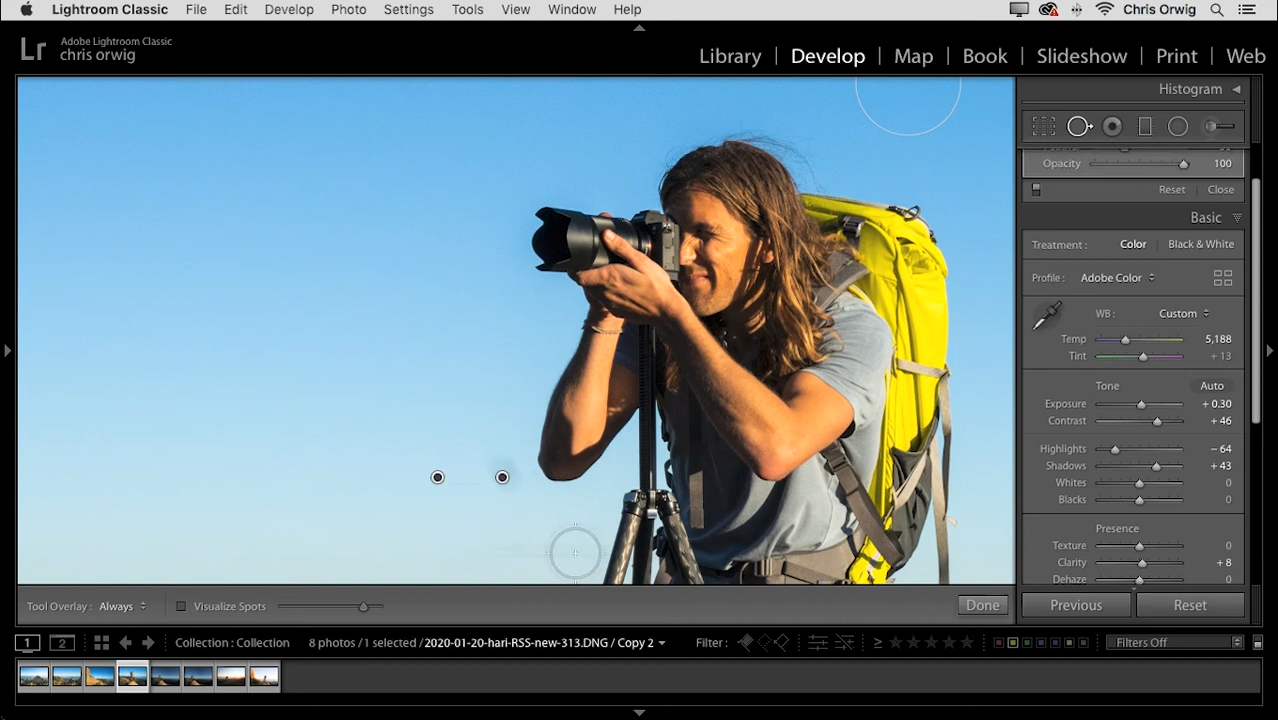 Lightroom Classic File Edit Develop Photo Settings Tools View Window Help Chris Orwig
Lr Adobe Lightroom Classic
chris orwig
Library | Develop | Map | Book | Slideshow | Print | Web
Histogram
Opacity 100
Reset Close
Basic
Treatment : Color Black & White
Profile : Adobe Color
WB : Custom
Temp 5,188
Tint + 13
Tone Auto
Exposure + 0.30
Contrast + 46
Highlights − 64
Shadows + 43
Whites 0
Blacks 0
Presence
Texture 0
Clarity + 8
Dehaze 0
Tool Overlay : Always Visualize Spots Done Previous Reset
1 2 Collection : Collection 8 photos / 1 selected / 2020-01-20-hari-RSS-new-313.DNG / Copy 2 Filter : ≥ Filters Off